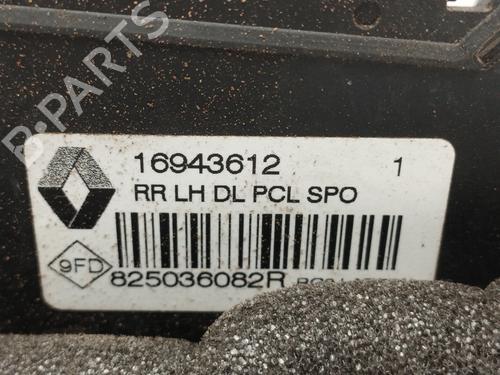 B-PARTS
16943612 1
RR LH DL PCL SPO
9FD
825036082R